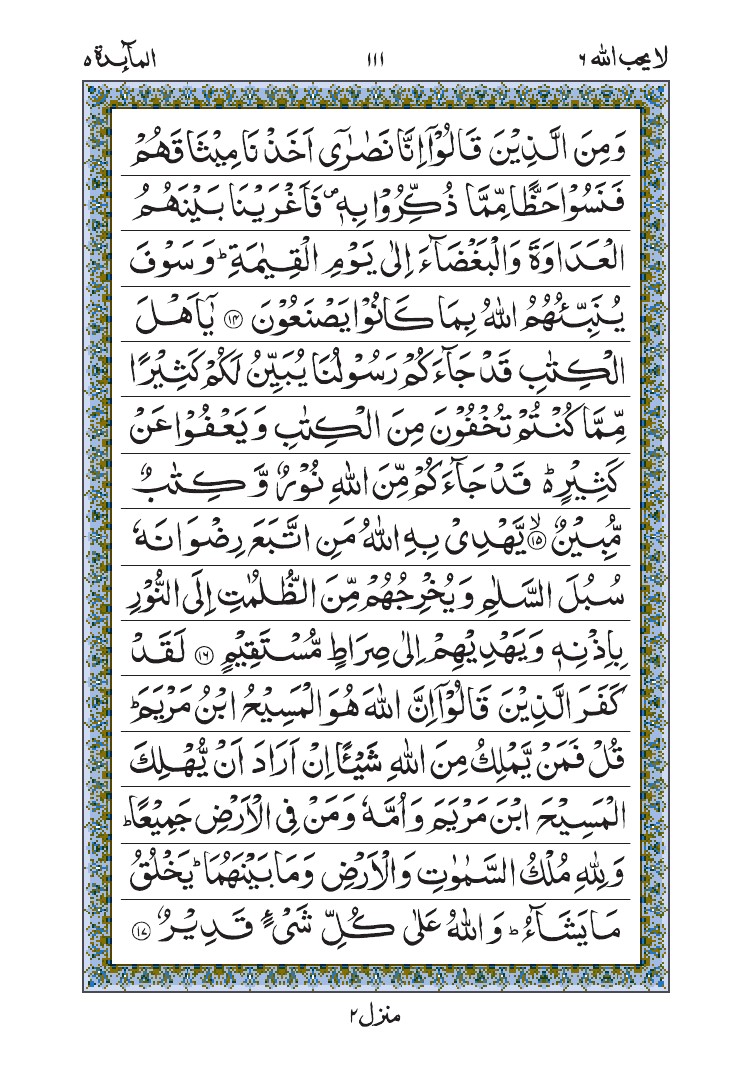 لا يحب الله ٦ ١١١ المآئدة ٥
وَمِنَ الَّذِيْنَ قَالُوْٓا اِنَّا نَصٰرٰٓى اَخَذْنَا مِيْثَاقَهُمْ
فَنَسُوْا حَظًّا مِّمَّا ذُكِّرُوْا بِهٖ ۪ فَاَغْرَيْنَا بَيْنَهُمُ
الْعَدَاوَةَ وَالْبَغْضَآءَ اِلٰى يَوْمِ الْقِيٰمَةِ ؕ وَسَوْفَ
يُنَبِّئُهُمُ اللّٰهُ بِمَا كَانُوْا يَصْنَعُوْنَ ﴿١٤﴾ يٰۤاَهْلَ
الْكِتٰبِ قَدْ جَآءَكُمْ رَسُوْلُنَا يُبَيِّنُ لَكُمْ كَثِيْرًا
مِّمَّا كُنْتُمْ تُخْفُوْنَ مِنَ الْكِتٰبِ وَيَعْفُوْا عَنْ
كَثِيْرٍ ؕ۬ قَدْ جَآءَكُمْ مِّنَ اللّٰهِ نُوْرٌ وَّكِتٰبٌ
مُّبِيْنٌ ﴿١٥﴾ۙ يَّهْدِيْ بِهِ اللّٰهُ مَنِ اتَّبَعَ رِضْوَانَهٗ
سُبُلَ السَّلٰمِ وَيُخْرِجُهُمْ مِّنَ الظُّلُمٰتِ اِلَى النُّوْرِ
بِاِذْنِهٖ وَيَهْدِيْهِمْ اِلٰى صِرَاطٍ مُّسْتَقِيْمٍ ﴿١٦﴾ لَقَدْ
كَفَرَ الَّذِيْنَ قَالُوْٓا اِنَّ اللّٰهَ هُوَ الْمَسِيْحُ ابْنُ مَرْيَمَ ؕ
قُلْ فَمَنْ يَّمْلِكُ مِنَ اللّٰهِ شَيْـًٔا اِنْ اَرَادَ اَنْ يُّهْلِكَ
الْمَسِيْحَ ابْنَ مَرْيَمَ وَاُمَّهٗ وَمَنْ فِي الْاَرْضِ جَمِيْعًا ؕ
وَلِلّٰهِ مُلْكُ السَّمٰوٰتِ وَالْاَرْضِ وَمَا بَيْنَهُمَا ؕ يَخْلُقُ
مَا يَشَآءُ ؕ وَاللّٰهُ عَلٰى كُلِّ شَيْءٍ قَدِيْرٌ ﴿١٧﴾
منزل ٢